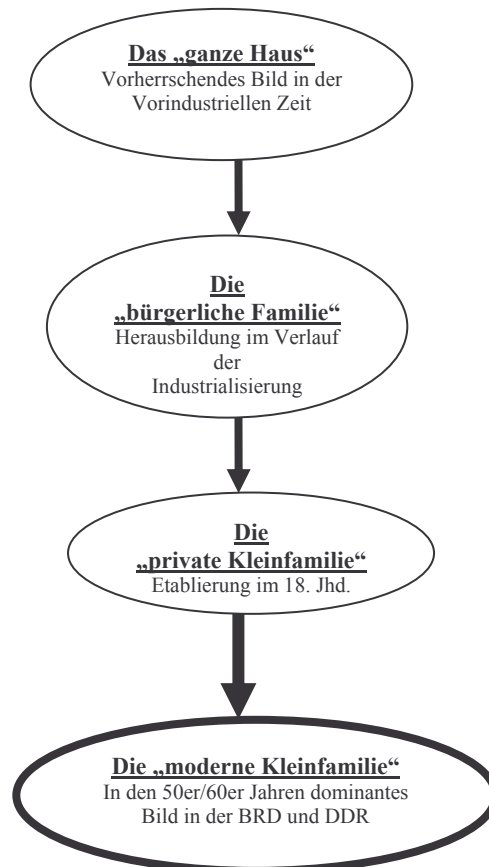 Das „ganze Haus“
Vorherrschendes Bild in der
Vorindustriellen Zeit
Die
„bürgerliche Familie“
Herausbildung im Verlauf
der
Industrialisierung
Die
„private Kleinfamilie“
Etablierung im 18. Jhd.
Die „moderne Kleinfamilie“
In den 50er/60er Jahren dominantes
Bild in der BRD und DDR